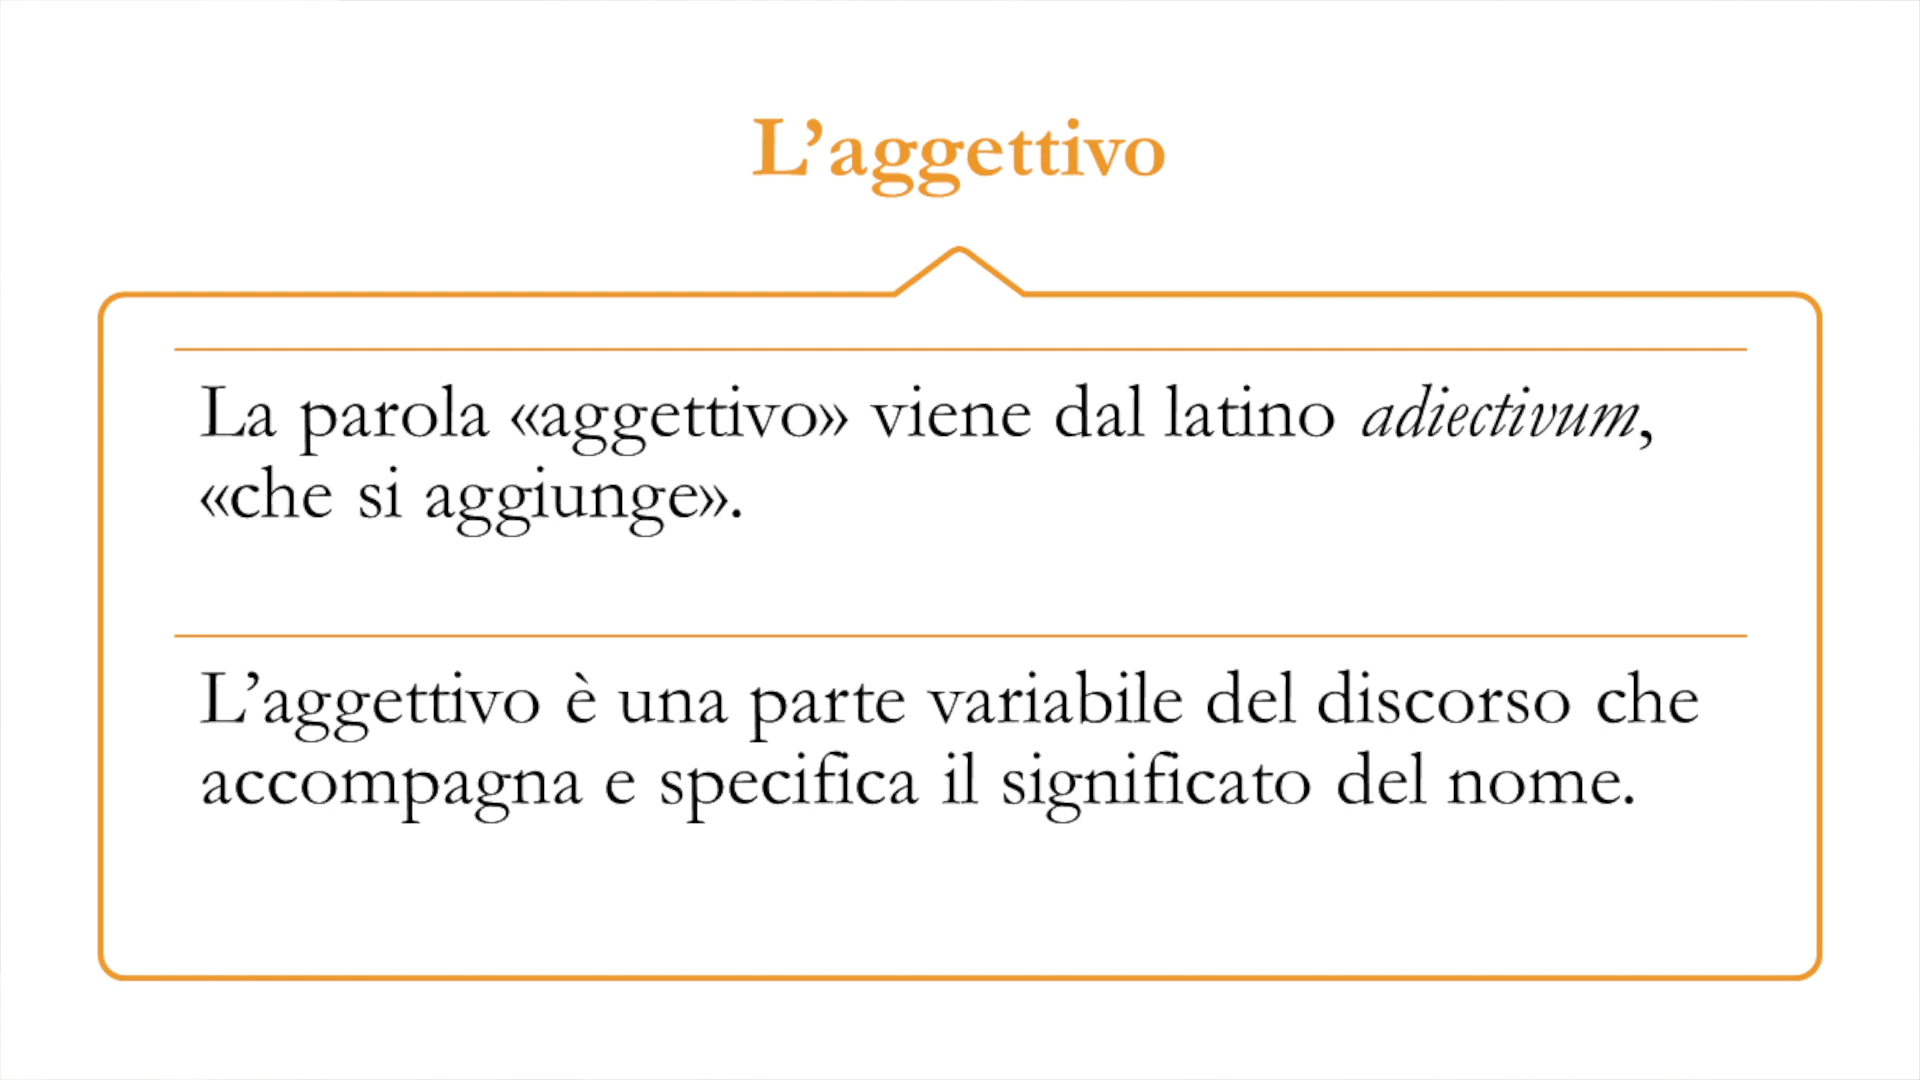 L’aggettivo
La parola «aggettivo» viene dal latino adiectivum,
«che si aggiunge».
L’aggettivo è una parte variabile del discorso che
accompagna e specifica il significato del nome.